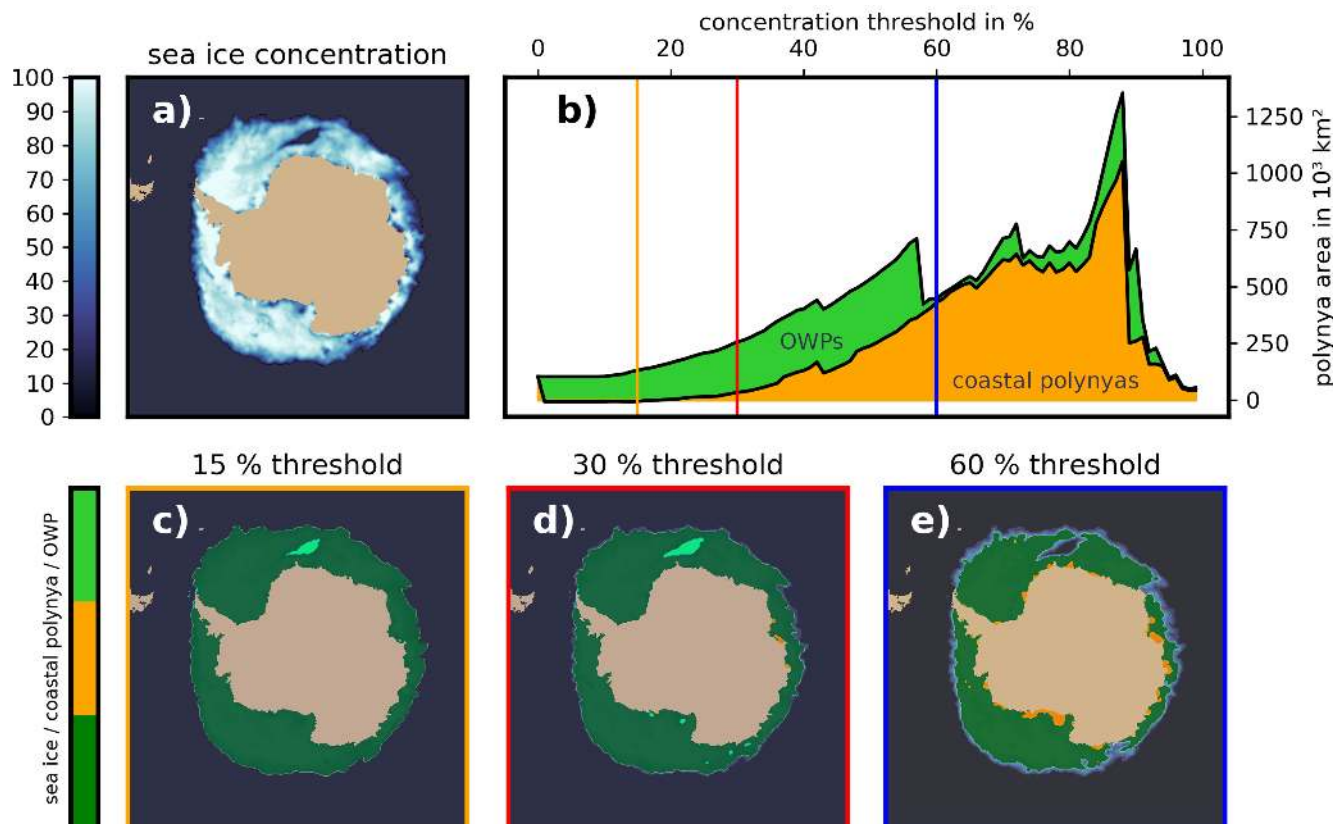 concentration threshold in %
0 20 40 60 80 100
sea ice concentration
100
90
80
70
60
50
40
30
20
10
0
a)
b)
OWPs
coastal polynyas
1250
1000
750
500
250
0
polynya area in 10³ km²
15 % threshold
30 % threshold
60 % threshold
c)
d)
e)
sea ice / coastal polynya / OWP